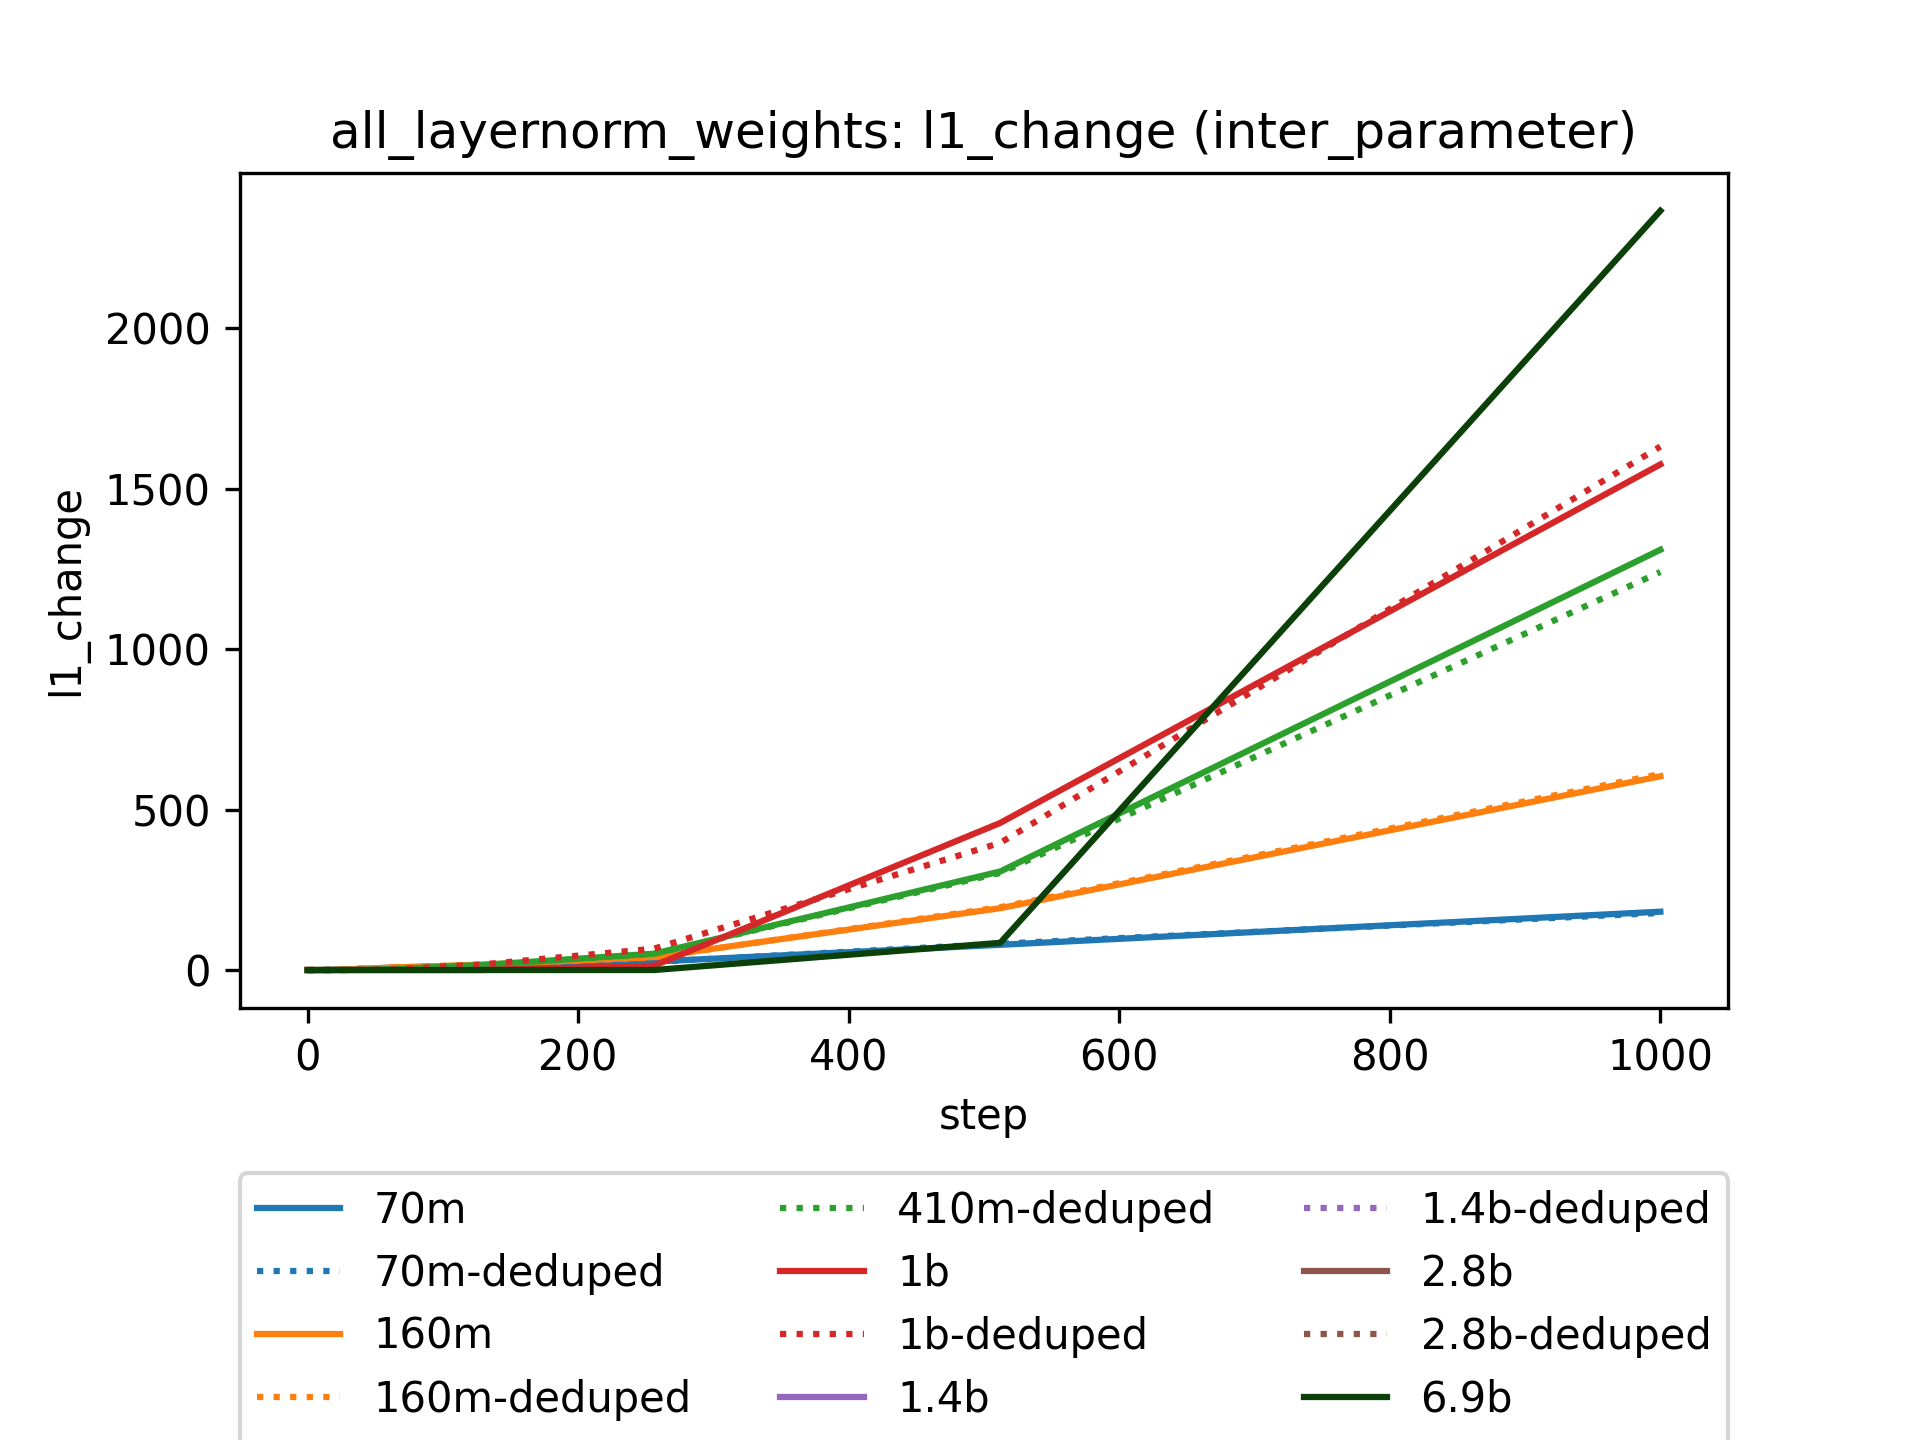 all_layernorm_weights: l1_change (inter_parameter)
2000
1500
1000
500
0
l1_change
0 200 400 600 800 1000
step
70m 410m-deduped 1.4b-deduped
70m-deduped 1b 2.8b
160m 1b-deduped 2.8b-deduped
160m-deduped 1.4b 6.9b